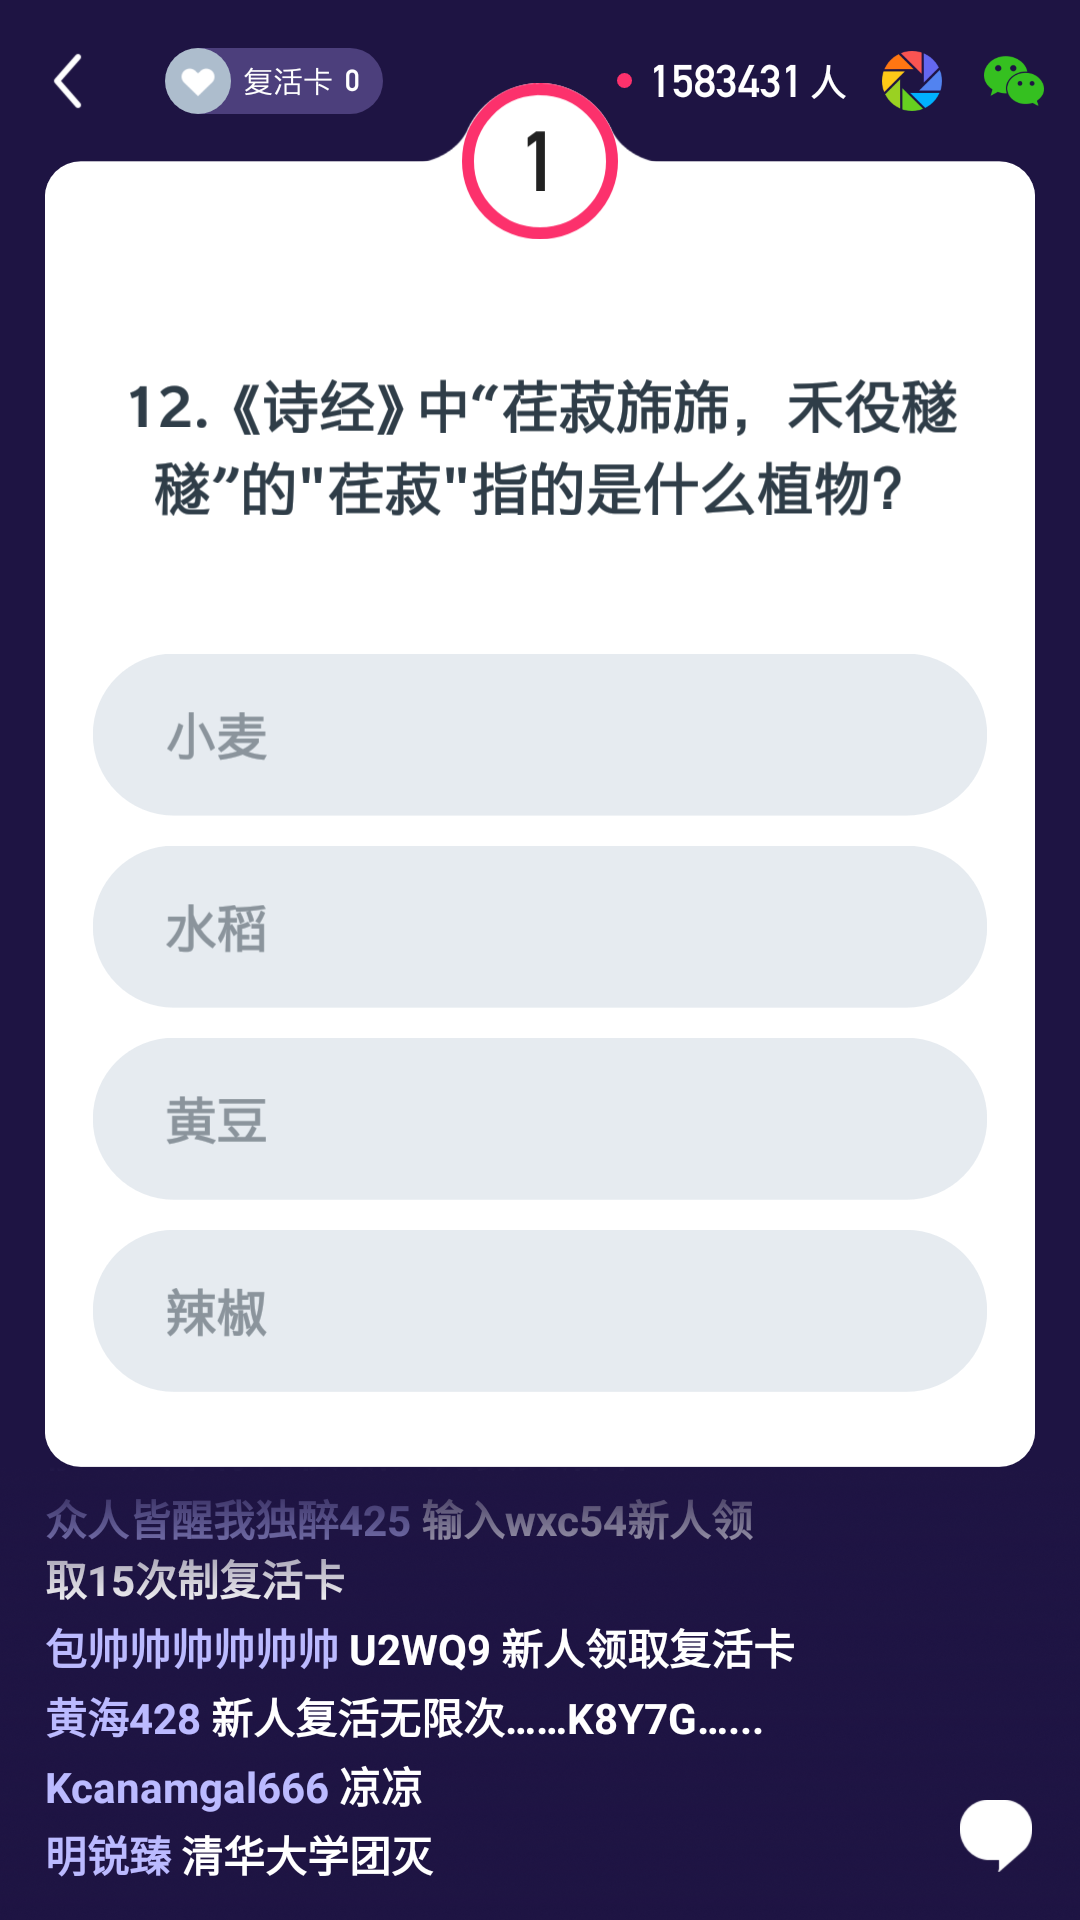 复活卡 0
1583431 人
1
12.《诗经》中“荏菽旆旆，禾役穟
穟”的"荏菽"指的是什么植物？
小麦
水稻
黄豆
辣椒
众人皆醒我独醉425 输入wxc54新人领
取15次制复活卡
包帅帅帅帅帅帅 U2WQ9 新人领取复活卡
黄海428 新人复活无限次......K8Y7G......
Kcanamgal666 凉凉
明锐臻 清华大学团灭